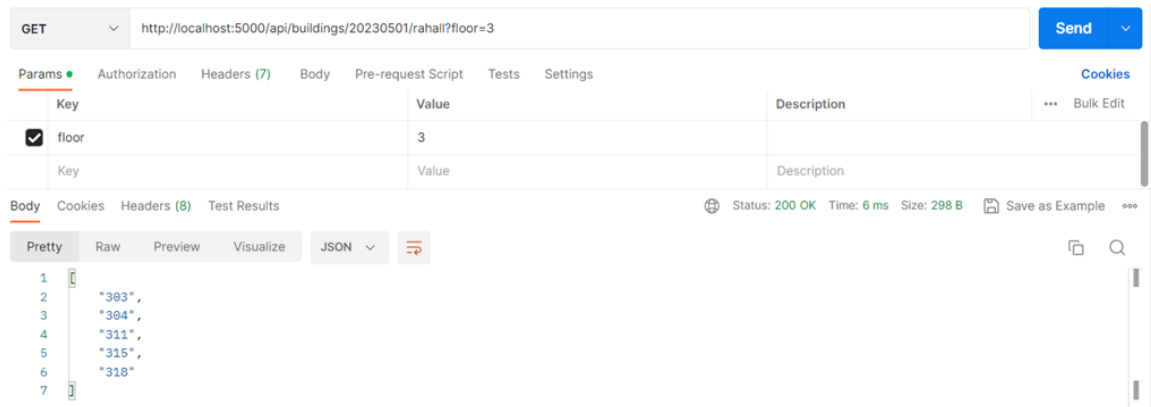 GET http://localhost:5000/api/buildings/20230501/rahall?floor=3 Send
Params Authorization Headers (7) Body Pre-request Script Tests Settings Cookies
Key Value Description Bulk Edit
floor 3
Key Value Description
Body Cookies Headers (8) Test Results Status: 200 OK Time: 6 ms Size: 298 B Save as Example
Pretty Raw Preview Visualize JSON
1 [
2 "303",
3 "304",
4 "311",
5 "315",
6 "318"
7 ]